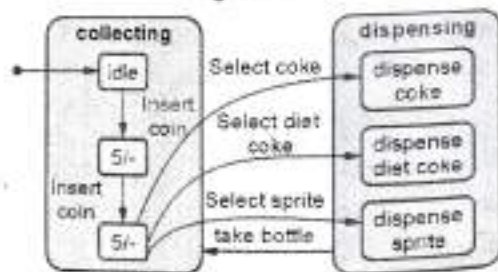 collecting
dispensing
idle
Select coke
dispense
coke
Insert
coin
5/-
Select diet
coke
dispense
diet coke
Insert
coin
5/-
Select sprite
take bottle
dispense
sprite